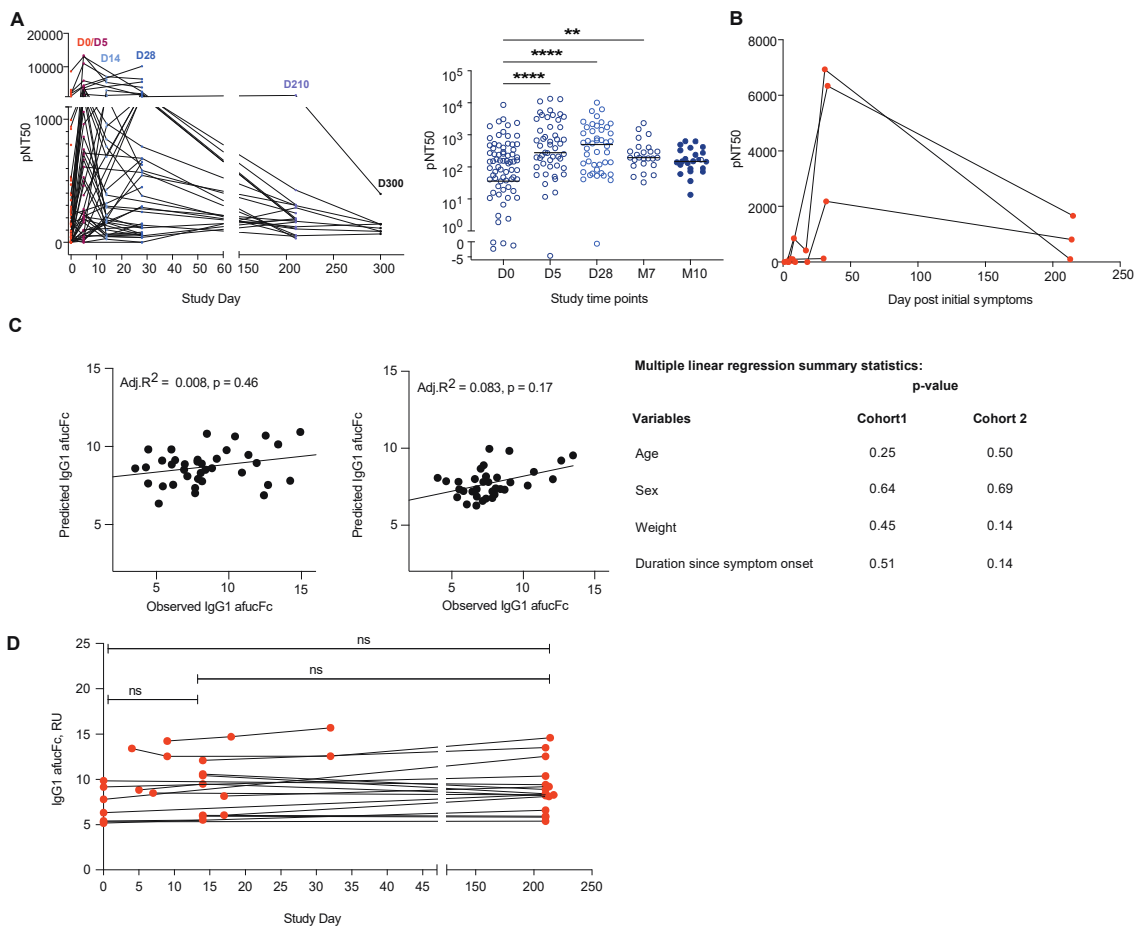 A
20000
10000
1000
0
pNT50
D0/D5
D14
D28
D210
D300
0 10 20 30 40 50 60 150 200 250 300
Study Day
**
****
****
10^5
10^4
10^3
10^2
10^1
10^0
0
-5
pNT50
D0 D5 D28 M7 M10
Study time points
B
8000
6000
4000
2000
0
pNT50
0 50 100 150 200 250
Day post initial symptoms
C
15
10
5
Predicted IgG1 afucFc
Adj.R^2 = 0.008, p = 0.46
5 10 15
Observed IgG1 afucFc
15
10
5
Predicted IgG1 afucFc
Adj.R^2 = 0.083, p = 0.17
5 10 15
Observed IgG1 afucFc
Multiple linear regression summary statistics:
p-value
Variables Cohort1 Cohort 2
Age 0.25 0.50
Sex 0.64 0.69
Weight 0.45 0.14
Duration since symptom onset 0.51 0.14
D
25
20
15
10
5
0
IgG1 afucFc, RU
ns
ns
ns
0 5 10 15 20 25 30 35 40 45 150 200 250
Study Day